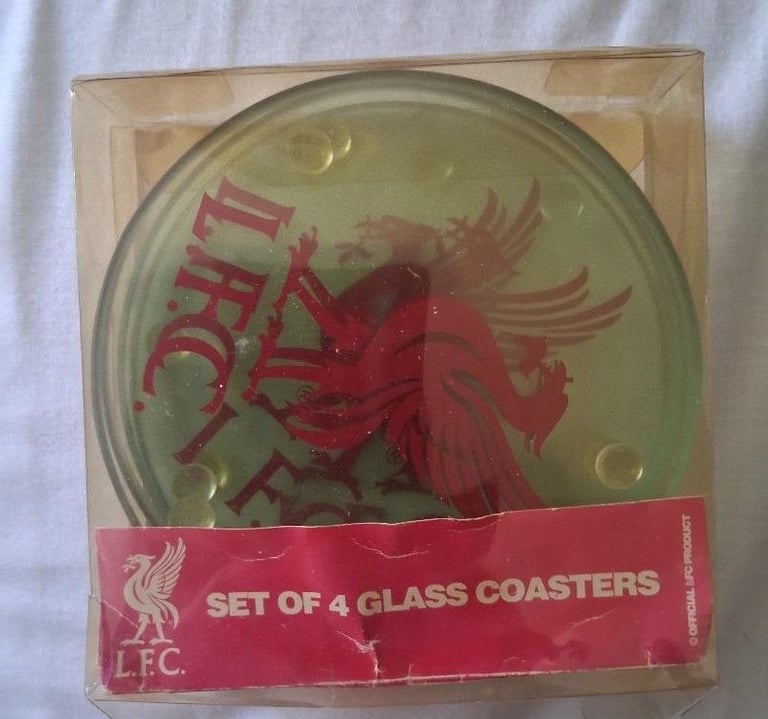 L.F.C.
SET OF 4 GLASS COASTERS
L.F.C.
© OFFICIAL LFC PRODUCT